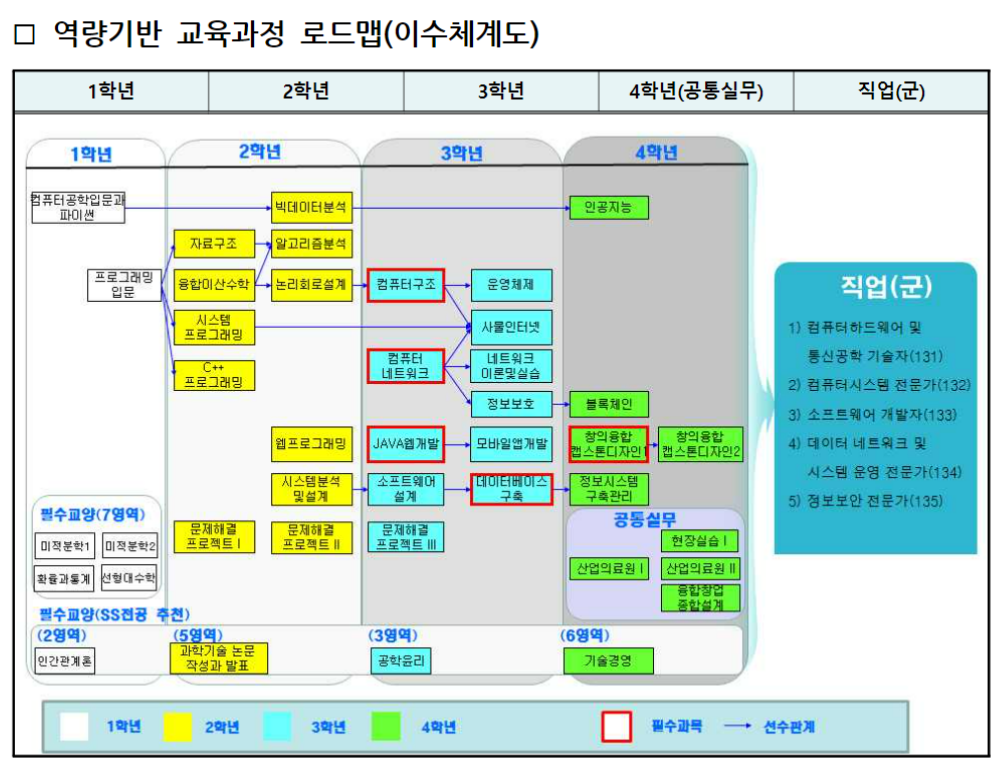 □ 역량기반 교육과정 로드맵(이수체계도)
1학년
2학년
3학년
4학년(공통실무)
직업(군)
1학년
2학년
3학년
4학년
컴퓨터공학입문과
파이썬
빅데이터분석
인공지능
자료구조
알고리즘분석
프로그래밍
입문
융합이산수학
논리회로설계
컴퓨터구조
운영체제
시스템
프로그래밍
사물인터넷
C++
프로그래밍
컴퓨터
네트워크
네트워크
이론및실습
정보보호
블록체인
웹프로그래밍
JAVA웹개발
모바일앱개발
창의융합
캡스톤디자인1
창의융합
캡스톤디자인2
시스템분석
및설계
소프트웨어
설계
데이터베이스
구축
정보시스템
구축관리
필수교양(7영역)
미적분학1
미적분학2
확률과통계
선형대수학
문제해결
프로젝트 I
문제해결
프로젝트 II
문제해결
프로젝트 III
공통실무
현장실습 I
산업의료원 I
산업의료원 II
융합창업
종합설계
필수교양(SS전공 추천)
(2영역)
(5영역)
(3영역)
(6영역)
인간관계론
과학기술 논문
작성과 발표
공학윤리
기술경영
직업(군)
1) 컴퓨터하드웨어 및
통신공학 기술자(131)
2) 컴퓨터시스템 전문가(132)
3) 소프트웨어 개발자(133)
4) 데이터 네트워크 및
시스템 운영 전문가(134)
5) 정보보안 전문가(135)
1학년
2학년
3학년
4학년
필수과목
선수관계